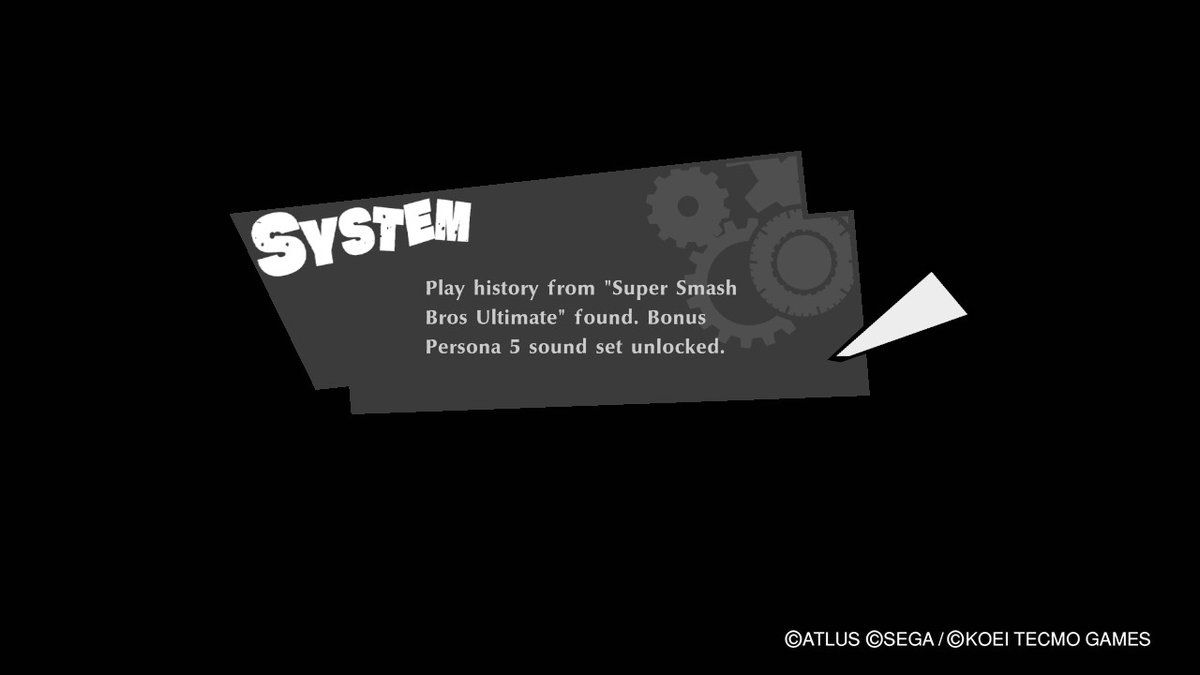 SYSTEM
Play history from "Super Smash
Bros Ultimate" found. Bonus
Persona 5 sound set unlocked.
©ATLUS ©SEGA / ©KOEI TECMO GAMES